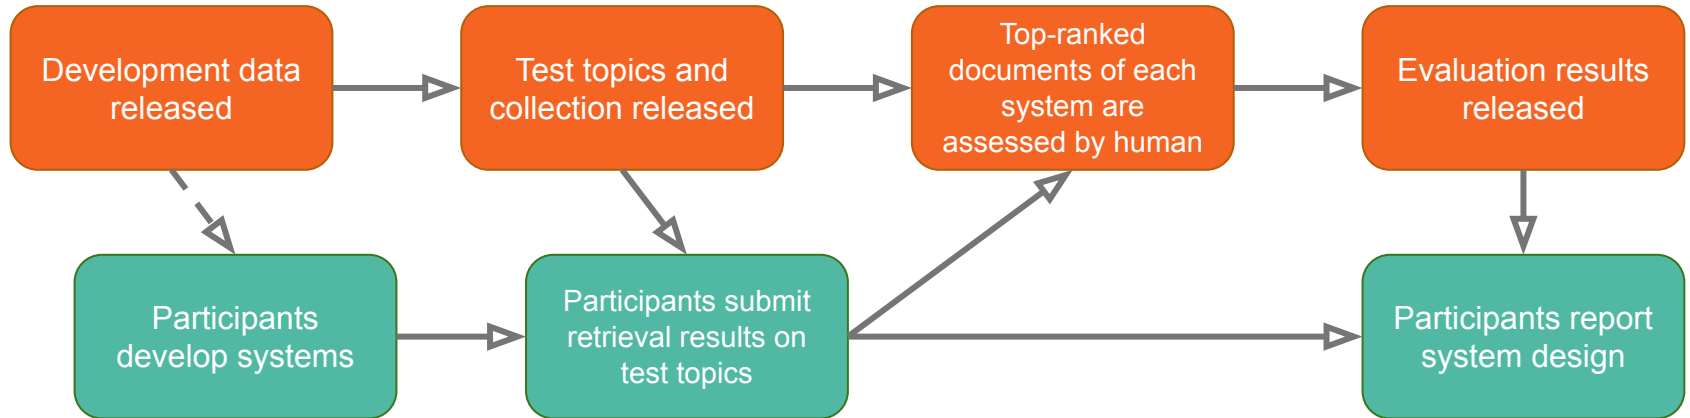 Development data
released
Test topics and
collection released
Top-ranked
documents of each
system are
assessed by human
Evaluation results
released
Participants
develop systems
Participants submit
retrieval results on
test topics
Participants report
system design